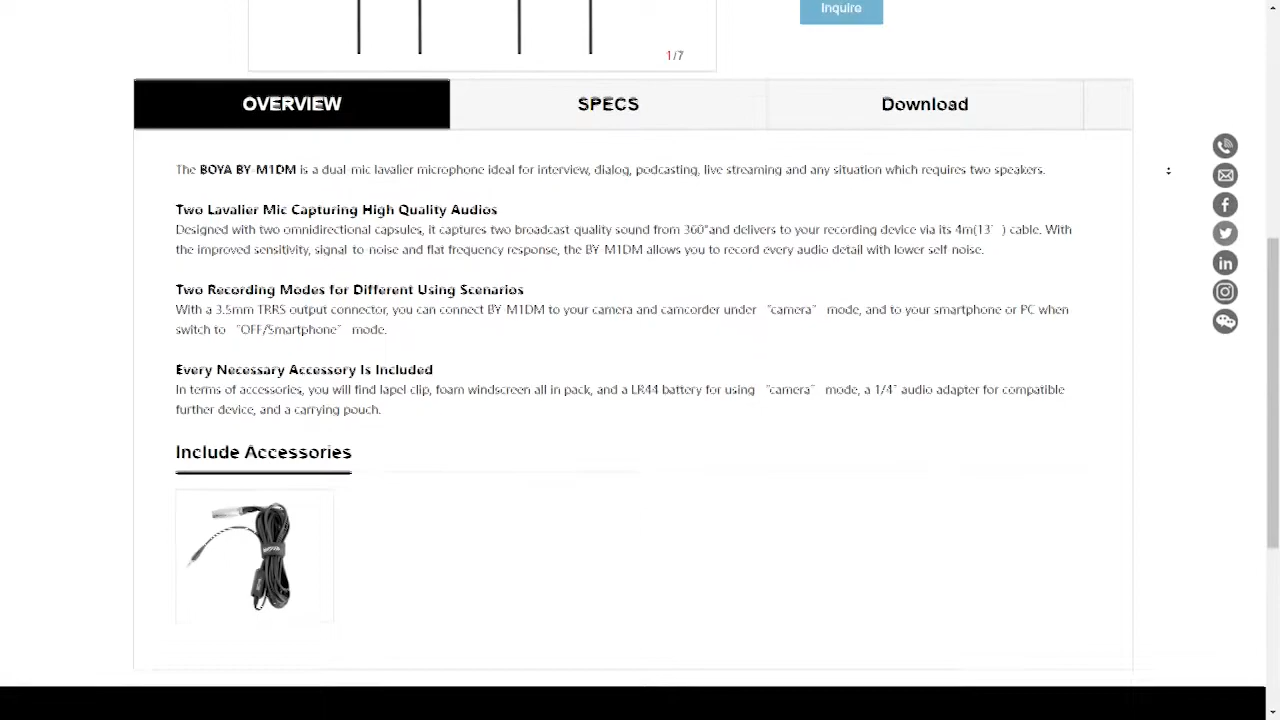 Inquire
1/7
OVERVIEW
SPECS
Download
The BOYA BY-M1DM is a dual-mic lavalier microphone ideal for interview, dialog, podcasting, live streaming and any situation which requires two speakers.
Two Lavalier Mic Capturing High Quality Audios
Designed with two omnidirectional capsules, it captures two broadcast quality sound from 360°and delivers to your recording device via its 4m(13’) cable. With
the improved sensitivity, signal-to-noise and flat frequency response, the BY-M1DM allows you to record every audio detail with lower self-noise.
Two Recording Modes for Different Using Scenarios
With a 3.5mm TRRS output connector, you can connect BY-M1DM to your camera and camcorder under “camera” mode, and to your smartphone or PC when
switch to “OFF/Smartphone” mode.
Every Necessary Accessory Is Included
In terms of accessories, you will find lapel clip, foam windscreen all in pack, and a LR44 battery for using “camera” mode, a 1/4” audio adapter for compatible
further device, and a carrying pouch.
Include Accessories